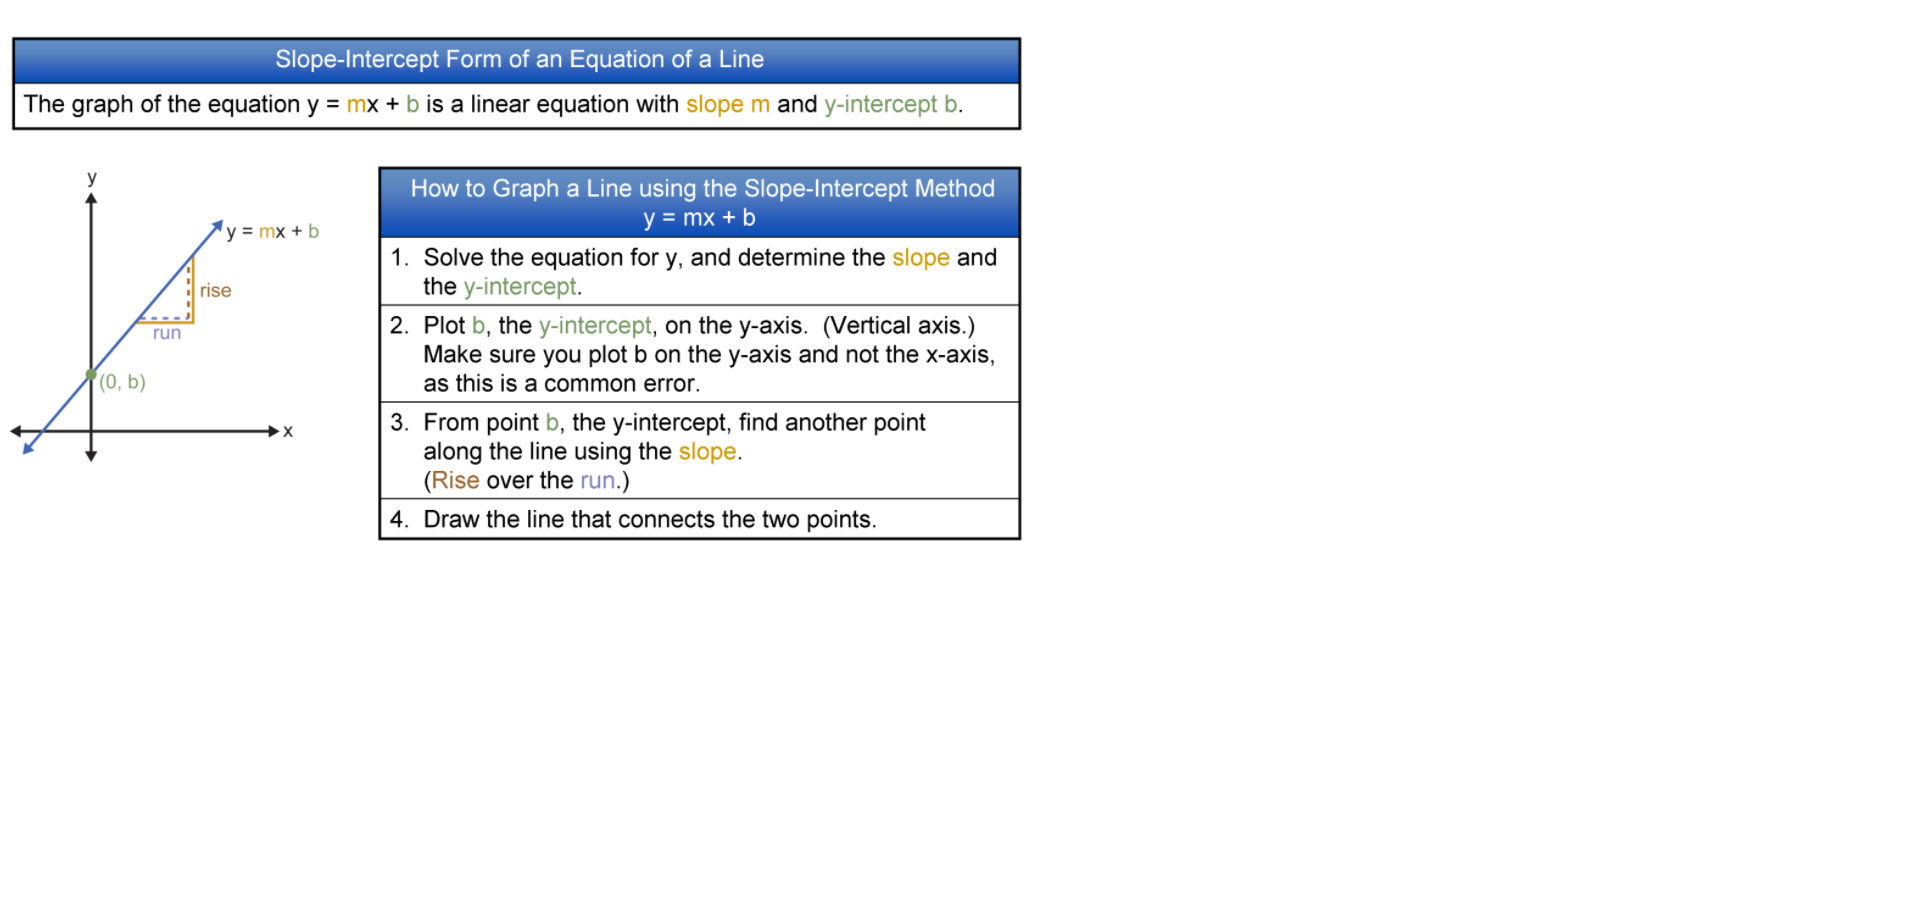 Slope-Intercept Form of an Equation of a Line
The graph of the equation y = mx + b is a linear equation with slope m and y-intercept b.
y
y = mx + b
rise
run
(0, b)
x
How to Graph a Line using the Slope-Intercept Method
y = mx + b
1. Solve the equation for y, and determine the slope and
the y-intercept.
2. Plot b, the y-intercept, on the y-axis. (Vertical axis.)
Make sure you plot b on the y-axis and not the x-axis,
as this is a common error.
3. From point b, the y-intercept, find another point
along the line using the slope.
(Rise over the run.)
4. Draw the line that connects the two points.